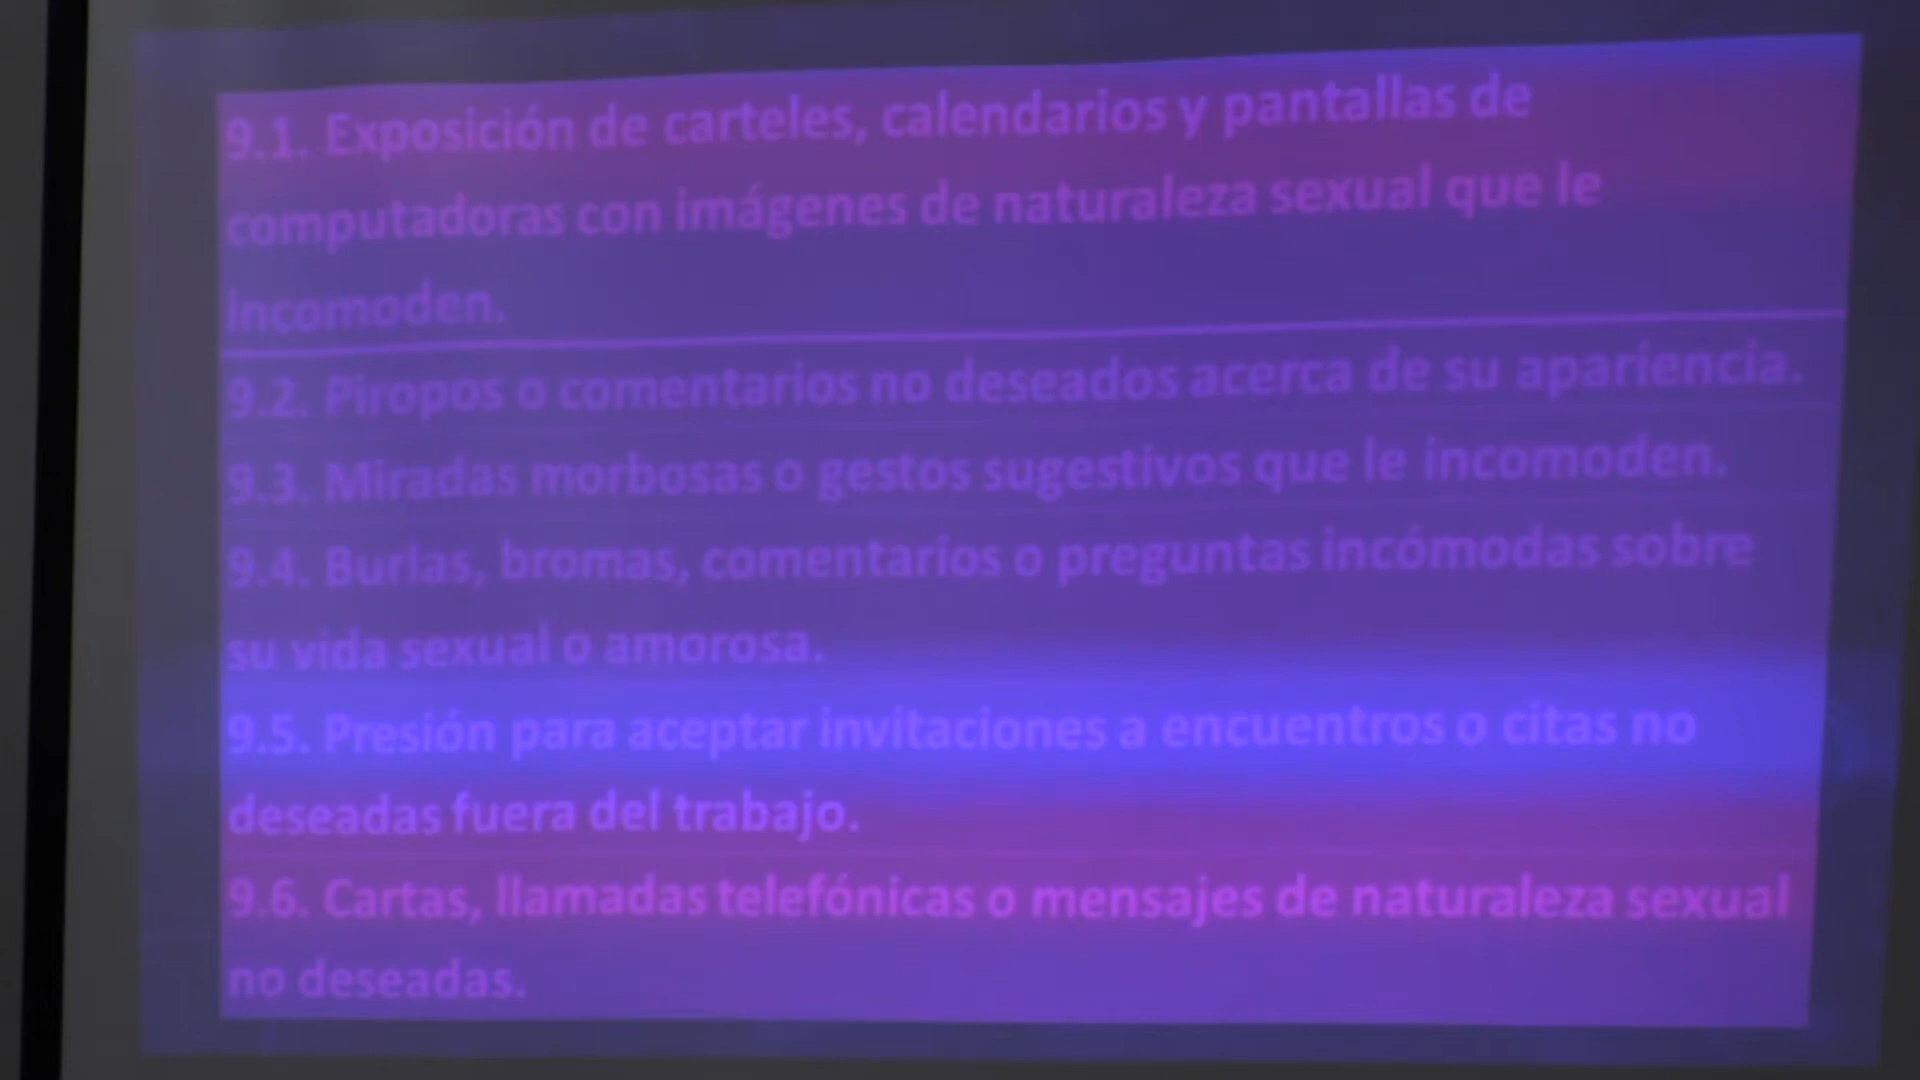 9.1. Exposición de carteles, calendarios y pantallas de
computadoras con imágenes de naturaleza sexual que le
incomoden.
9.2. Piropos o comentarios no deseados acerca de su apariencia.
9.3. Miradas morbosas o gestos sugestivos que le incomoden.
9.4. Burlas, bromas, comentarios o preguntas incómodas sobre
su vida sexual o amorosa.
9.5. Presión para aceptar invitaciones a encuentros o citas no
deseadas fuera del trabajo.
9.6. Cartas, llamadas telefónicas o mensajes de naturaleza sexual
no deseadas.